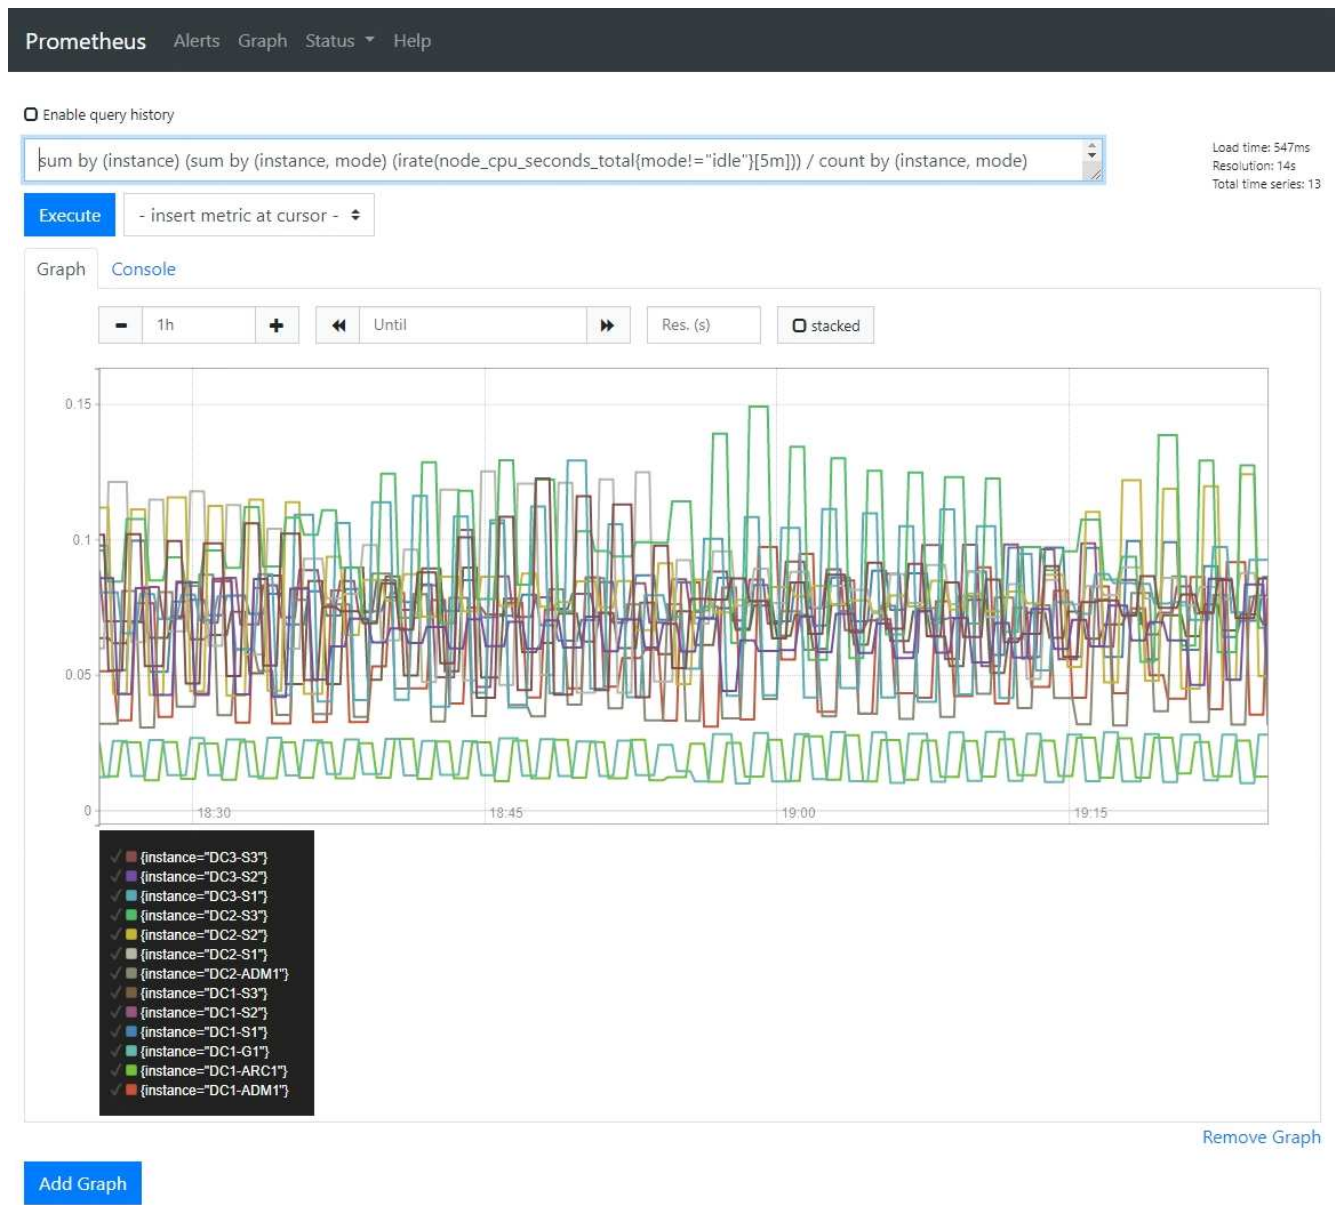 Prometheus Alerts Graph Status Help
Enable query history
sum by (instance) (sum by (instance, mode) (irate(node_cpu_seconds_total{mode!="idle"}[5m])) / count by (instance, mode)
Load time: 547ms
Resolution: 14s
Total time series: 13
Execute - insert metric at cursor -
Graph Console
1h Until Res. (s) stacked
0.15
0.1
0.05
0
18:30 18:45 19:00 19:15
{instance="DC3-S3"}
{instance="DC3-S2"}
{instance="DC3-S1"}
{instance="DC2-S3"}
{instance="DC2-S2"}
{instance="DC2-S1"}
{instance="DC2-ADM1"}
{instance="DC1-S3"}
{instance="DC1-S2"}
{instance="DC1-S1"}
{instance="DC1-G1"}
{instance="DC1-ARC1"}
{instance="DC1-ADM1"}
Remove Graph
Add Graph